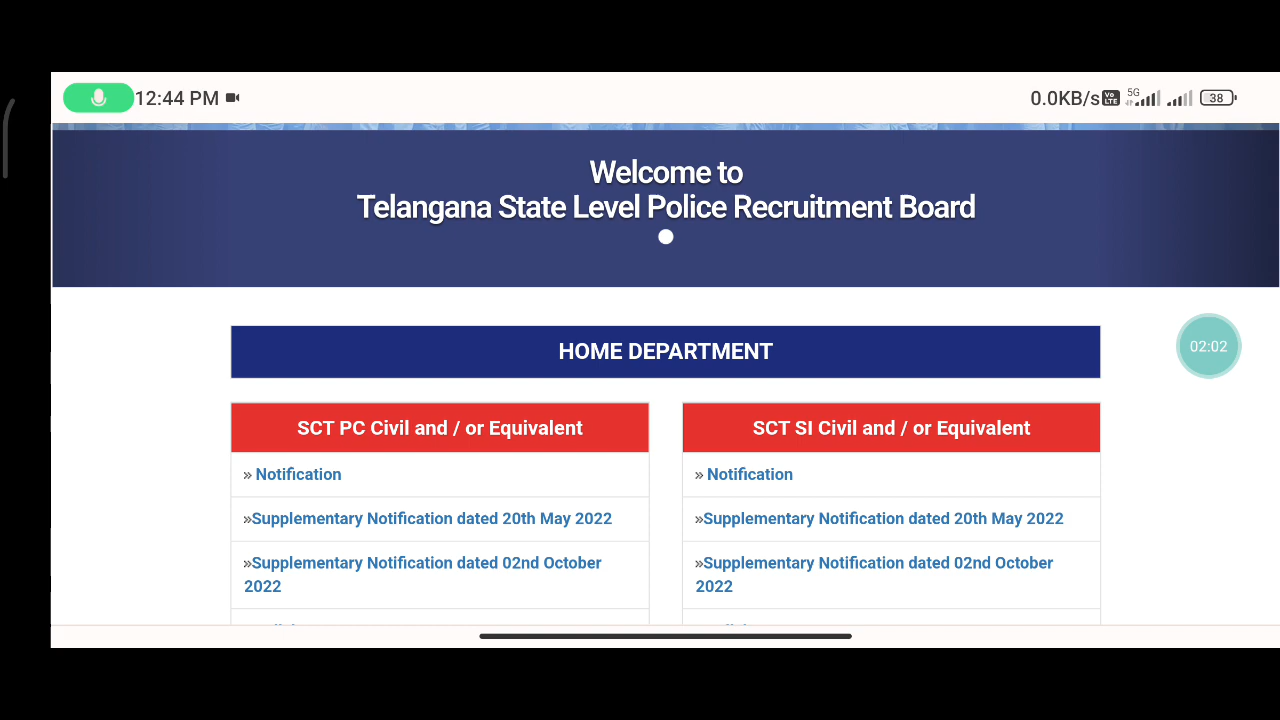 12:44 PM
0.0KB/s Vo LTE 5G 38
Welcome to
Telangana State Level Police Recruitment Board
HOME DEPARTMENT
02:02
SCT PC Civil and / or Equivalent
» Notification
»Supplementary Notification dated 20th May 2022
»Supplementary Notification dated 02nd October
2022
SCT SI Civil and / or Equivalent
» Notification
»Supplementary Notification dated 20th May 2022
»Supplementary Notification dated 02nd October
2022